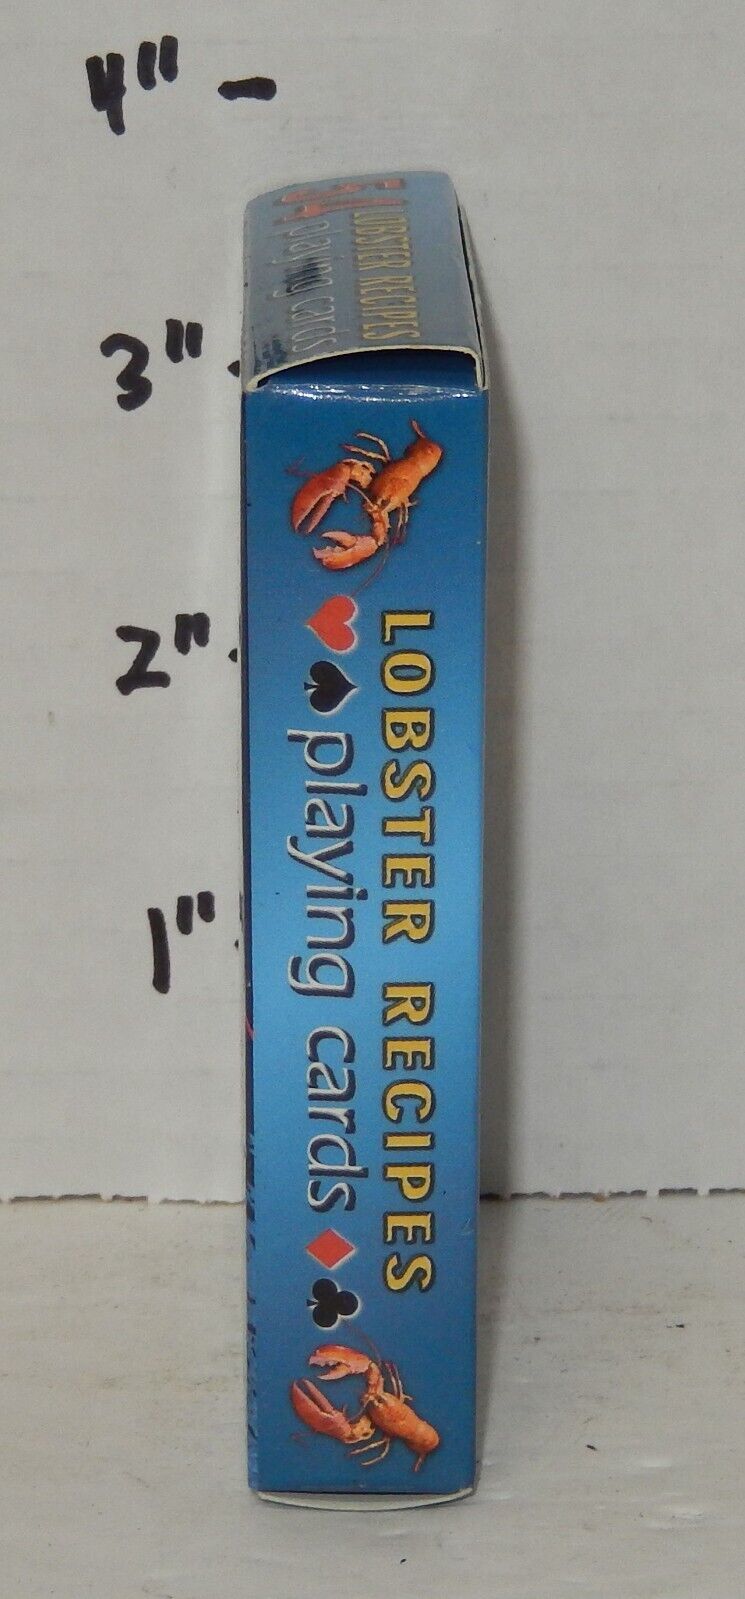 4" -
54
LOBSTER RECIPES
playing cards
3"
2"
1"
LOBSTER RECIPES
playing cards